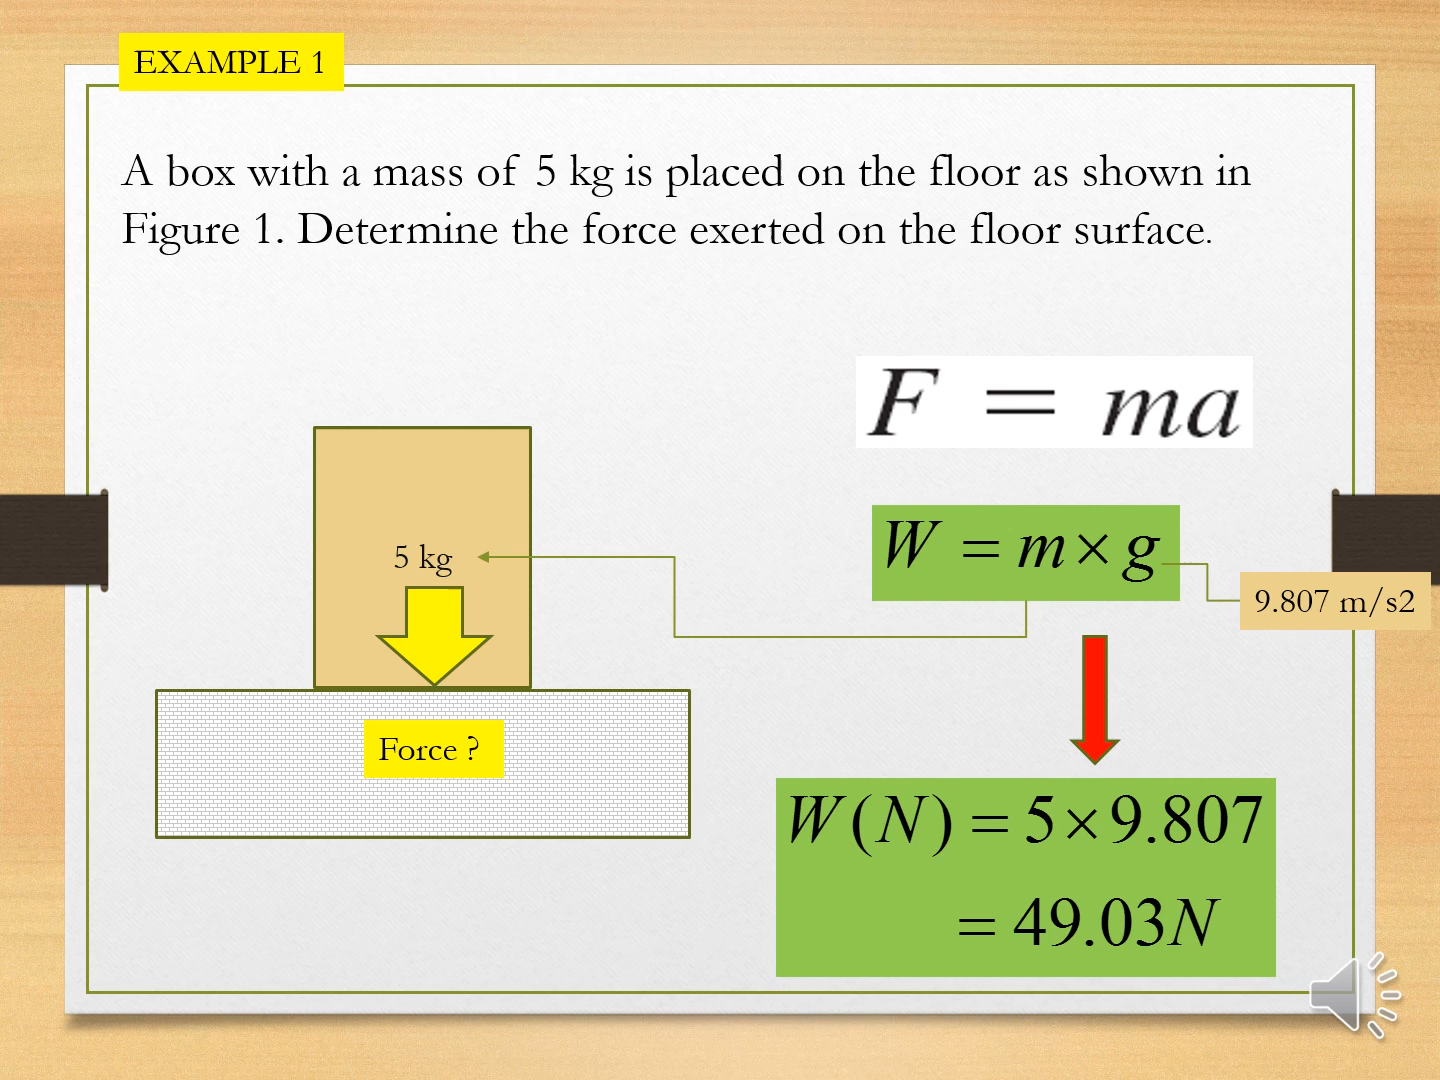 EXAMPLE 1
A box with a mass of 5 kg is placed on the floor as shown in
Figure 1. Determine the force exerted on the floor surface.
F = ma
W = m × g
5 kg
9.807 m/s2
Force ?
W(N) = 5 × 9.807
= 49.03N